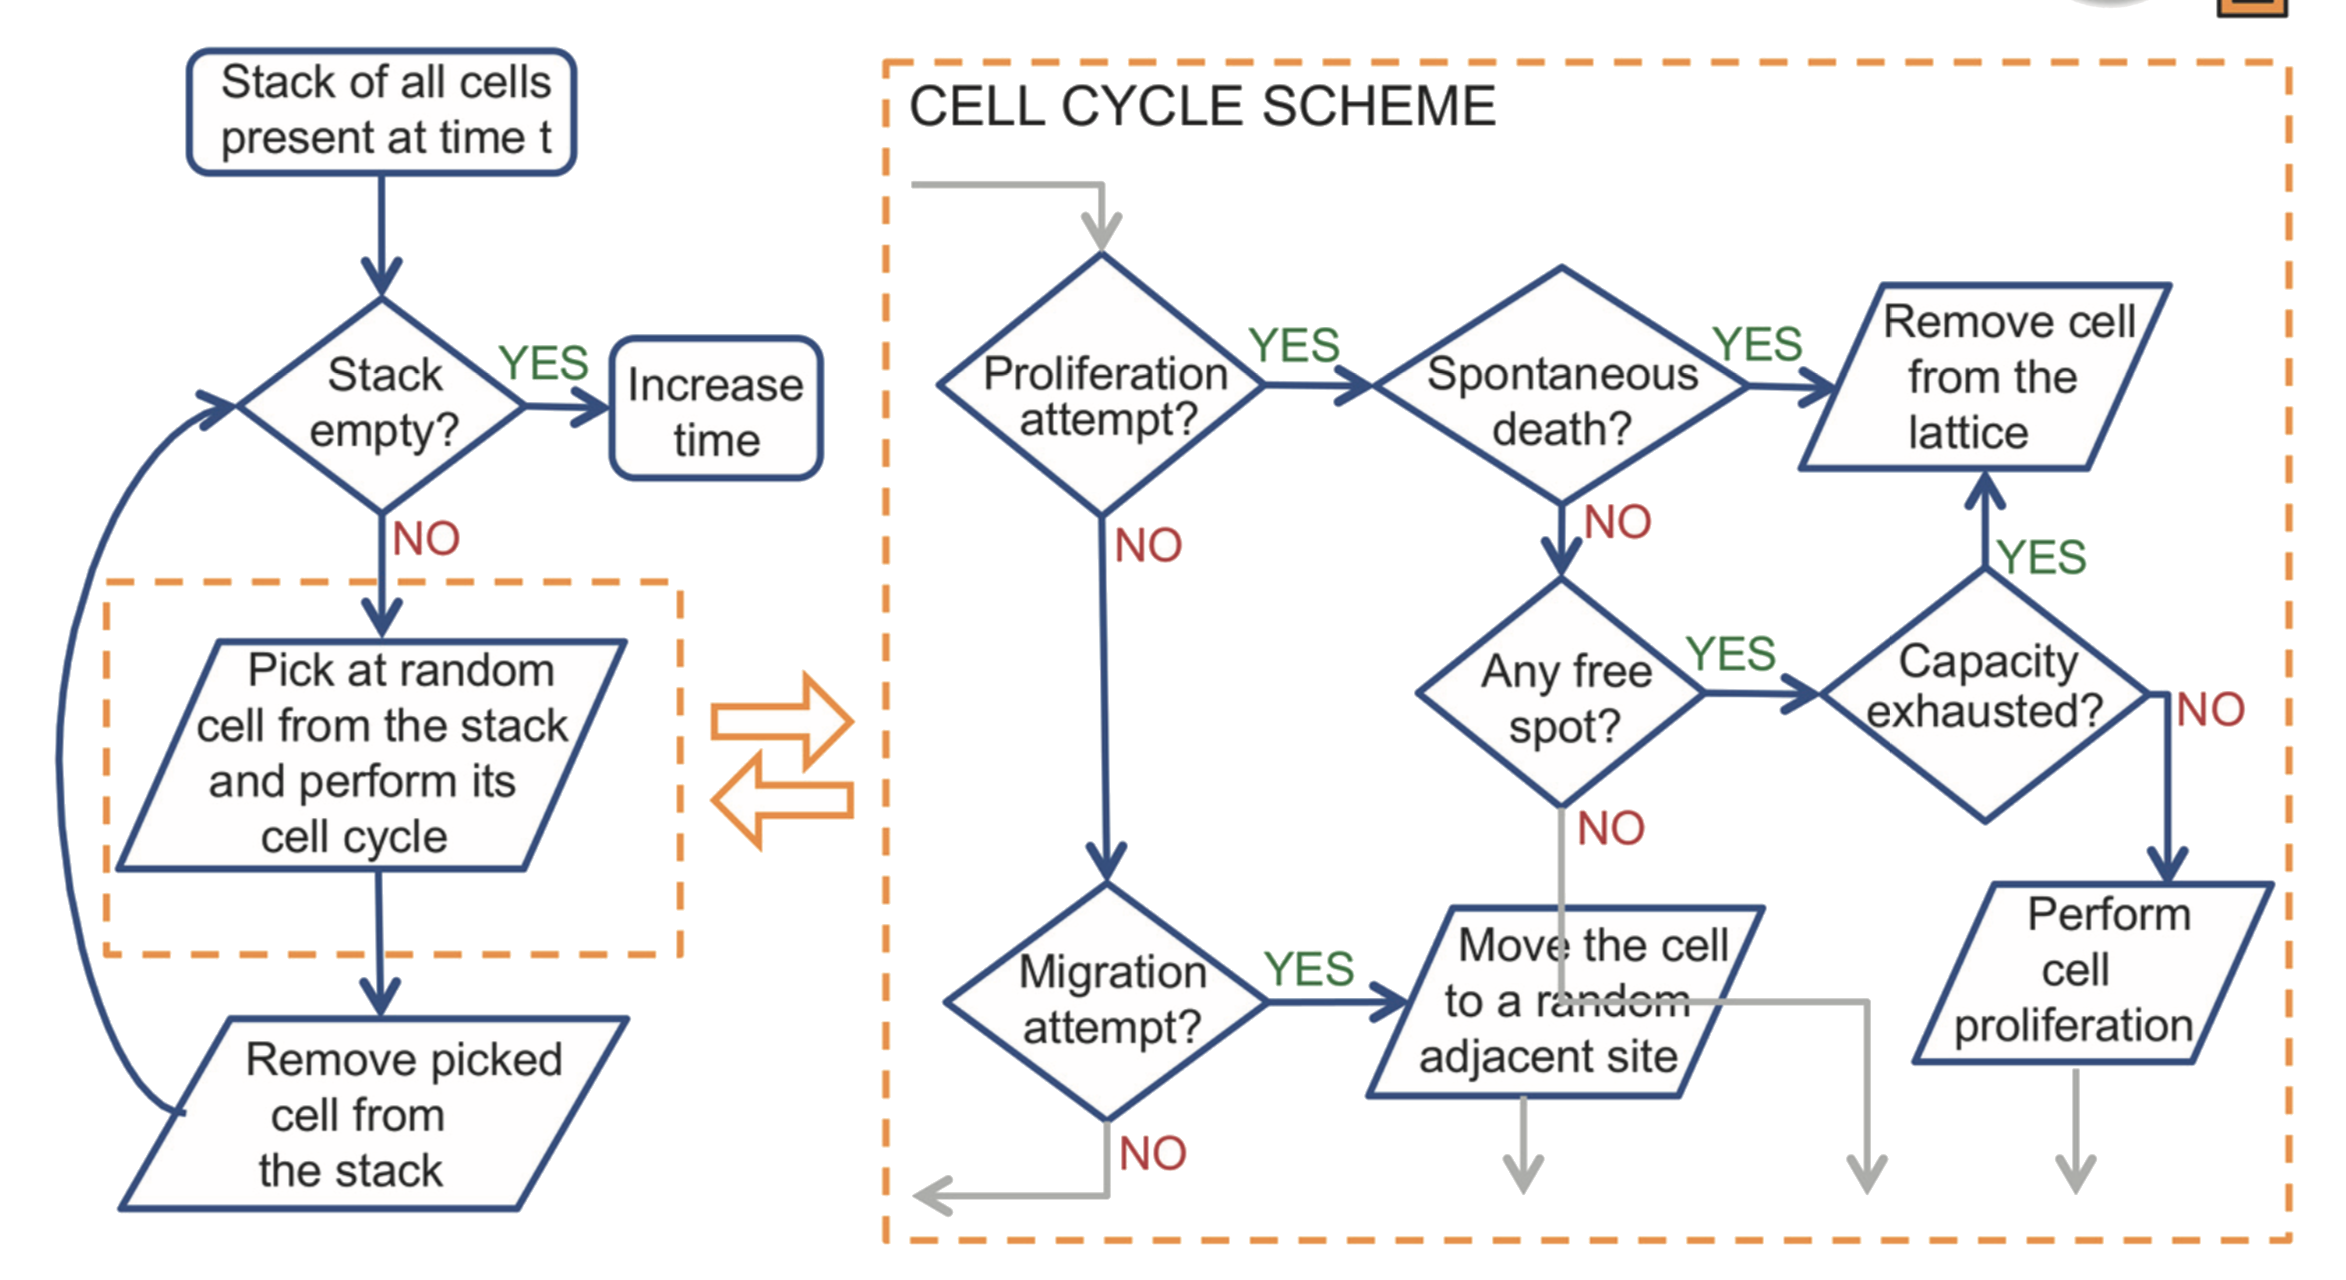 Stack of all cells
present at time t
Stack
empty?
YES
Increase
time
NO
Pick at random
cell from the stack
and perform its
cell cycle
Remove picked
cell from
the stack
CELL CYCLE SCHEME
Proliferation
attempt?
YES
Spontaneous
death?
YES
Remove cell
from the
lattice
NO
NO
Any free
spot?
YES
Capacity
exhausted?
YES
NO
NO
Migration
attempt?
YES
Move the cell
to a random
adjacent site
Perform
cell
proliferation
NO